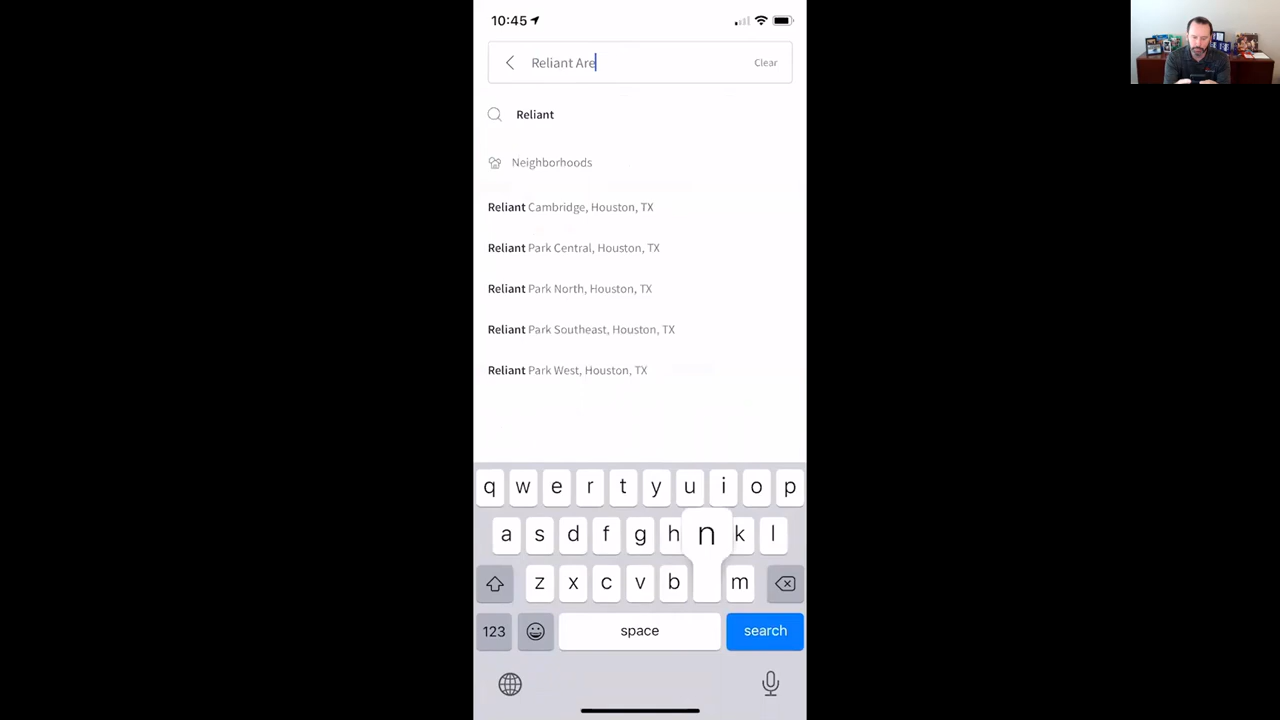 10:45
Reliant Are
Clear
Reliant
Neighborhoods
Reliant Cambridge, Houston, TX
Reliant Park Central, Houston, TX
Reliant Park North, Houston, TX
Reliant Park Southeast, Houston, TX
Reliant Park West, Houston, TX
q w e r t y u i o p
a s d f g h n k l
z x c v b m
123 space search